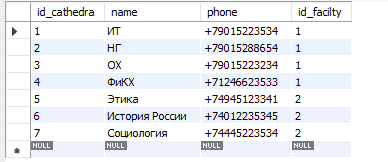 id_cathedra name phone id_facilty
1 ИТ +79015223534 1
2 НГ +79015288654 1
3 ОХ +79015223234 1
4 ФиКХ +71246623533 1
5 Этика +74945123341 2
6 История России +74012235345 2
7 Социология +74445223534 2
NULL NULL NULL NULL